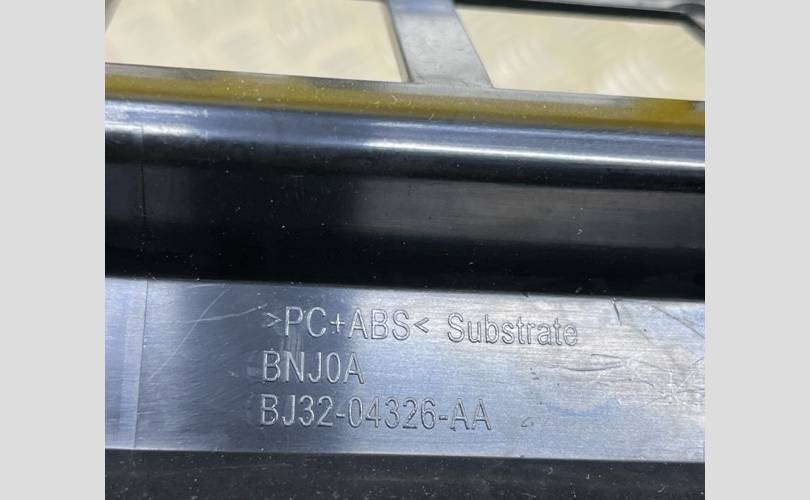 >PC+ABS< Substrate
BNJ0A
BJ32-04326-AA